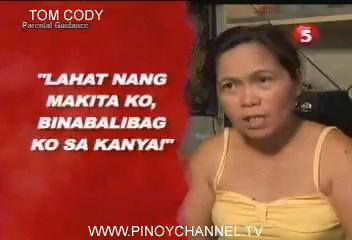 TOM CODY
Parental Guidance
5
"LAHAT NANG
MAKITA KO,
BINABALIBAG
KO SA KANYA!"
WWW.PINOYCHANNEL.TV